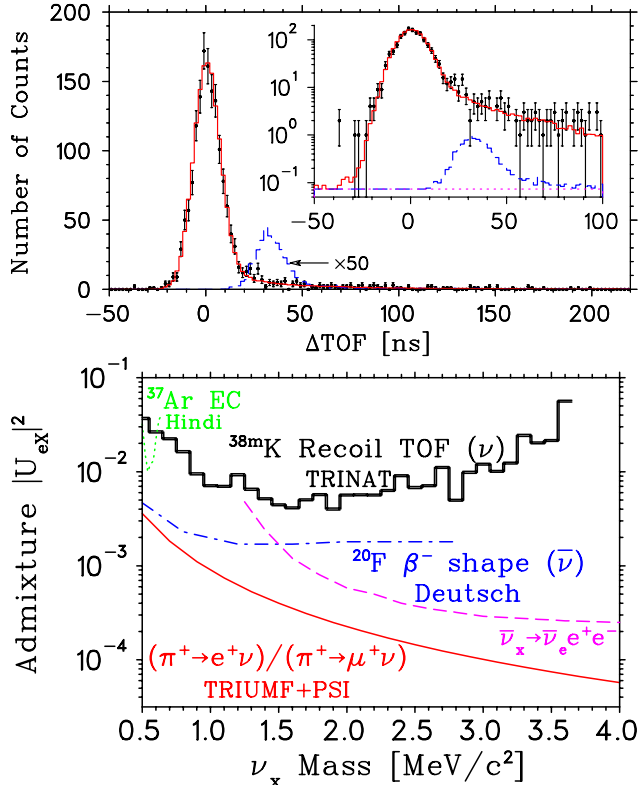 200
150
100
50
0
Number of Counts
10²
10¹
10⁰
10⁻¹
−50 0 50 100
×50
−50 0 50 100 150 200
ΔTOF [ns]
10⁻¹
10⁻²
10⁻³
10⁻⁴
Admixture |U_eX|²
³⁷Ar EC
Hindi
³⁸ᵐK Recoil TOF (ν)
TRINAT
²⁰F β⁻ shape (ν̅)
Deutsch
ν̅ₓ→ν̅ₑe⁺e⁻
(π⁺→e⁺ν)/(π⁺→μ⁺ν)
TRIUMF+PSI
0.5 1.0 1.5 2.0 2.5 3.0 3.5 4.0
νₓ Mass [MeV/c²]